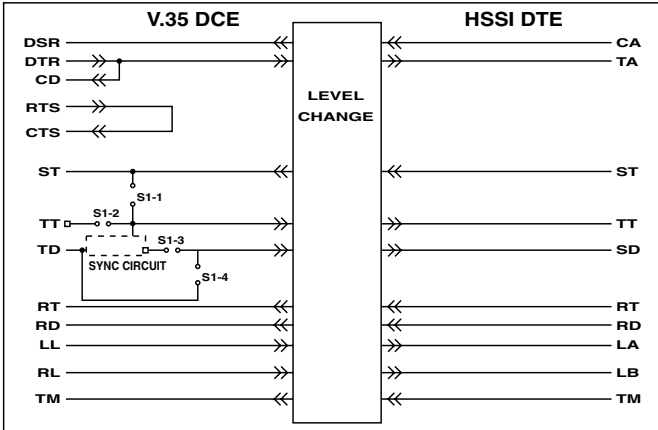 V.35 DCE HSSI DTE
DSR CA
DTR TA
CD
LEVEL
CHANGE
RTS
CTS
ST ST
S1-1
TT S1-2 TT
TD S1-3 SD
SYNC CIRCUIT
S1-4
RT RT
RD RD
LL LA
RL LB
TM TM